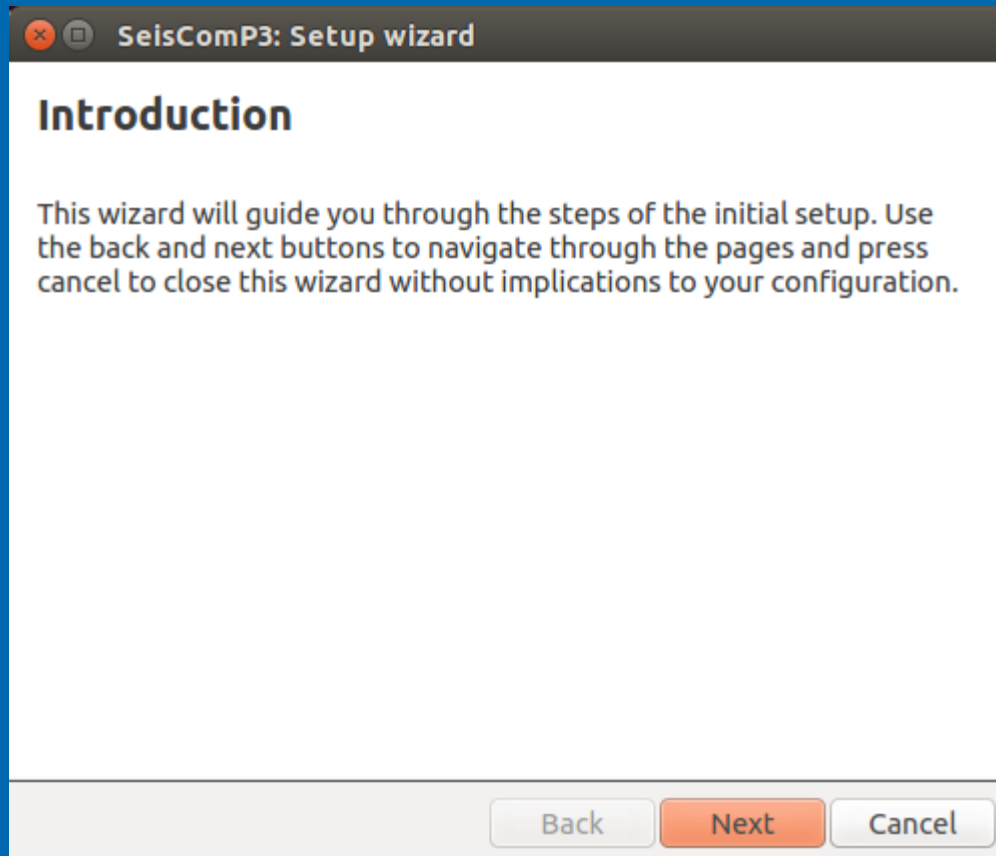 SeisComP3: Setup wizard
Introduction
This wizard will guide you through the steps of the initial setup. Use
the back and next buttons to navigate through the pages and press
cancel to close this wizard without implications to your configuration.
Back Next Cancel